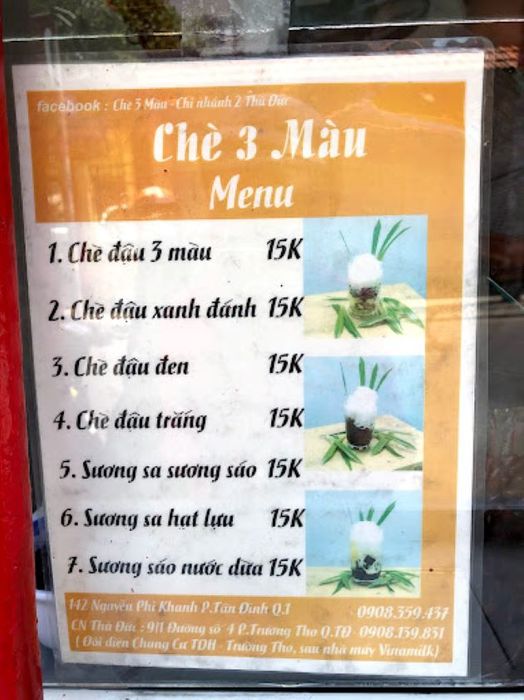 facebook : Chè 3 Màu - Chi nhánh 2 Thủ Đức
Chè 3 Màu
Menu
1. Chè đậu 3 màu 15K
2. Chè đậu xanh đánh 15K
3. Chè đậu đen 15K
4. Chè đậu trắng 15K
5. Sương sa sương sáo 15K
6. Sương sa hạt lựu 15K
7. Sương sáo nước dừa 15K
142 Nguyễn Phi Khanh P.Tân Định Q.1 0908.359.437
CN Thủ Đức : 911 Đường số 4 P.Trường Thọ Q.TĐ - 0908.139.831
( Đối diện Chung Cư TDH - Trường Thọ, sau nhà máy Vinamilk)